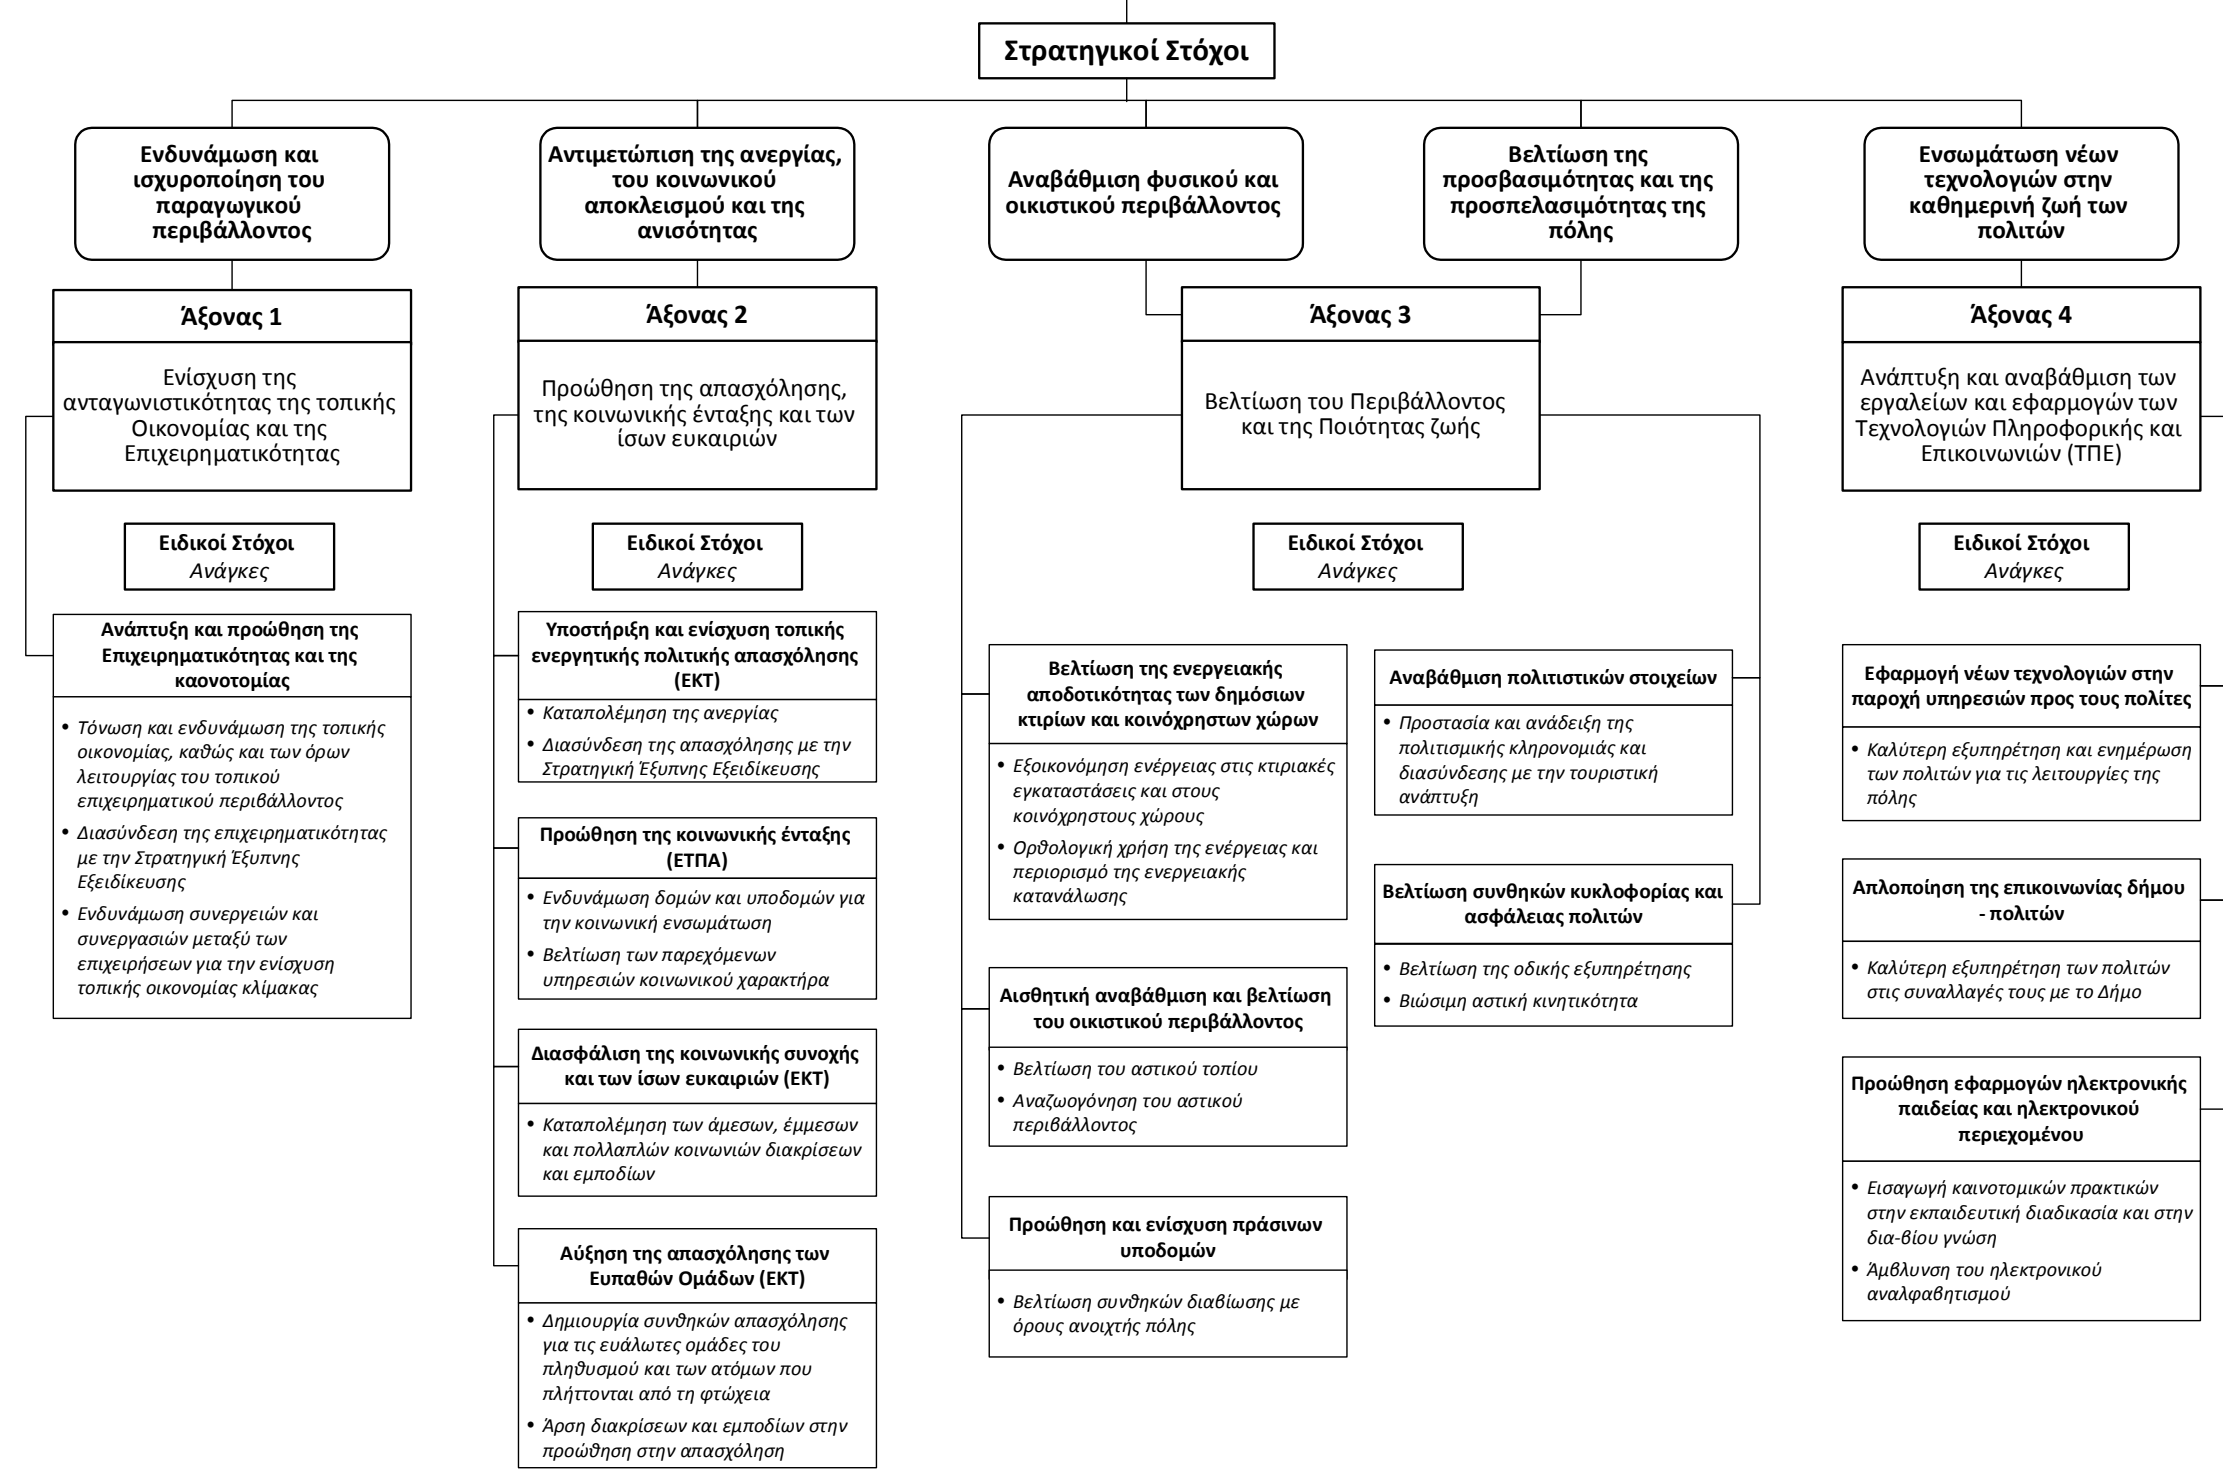 Στρατηγικοί Στόχοι
Ενδυνάμωση και
ισχυροποίηση του
παραγωγικού
περιβάλλοντος
Άξονας 1
Ενίσχυση της
ανταγωνιστικότητας της τοπικής
Οικονομίας και της
Επιχειρηματικότητας
Ειδικοί Στόχοι
Ανάγκες
Ανάπτυξη και προώθηση της
Επιχειρηματικότητας και της
καονοτομίας
• Τόνωση και ενδυνάμωση της τοπικής
οικονομίας, καθώς και των όρων
λειτουργίας του τοπικού
επιχειρηματικού περιβάλλοντος
• Διασύνδεση της επιχειρηματικότητας
με την Στρατηγική Έξυπνης
Εξειδίκευσης
• Ενδυνάμωση συνεργειών και
συνεργασιών μεταξύ των
επιχειρήσεων για την ενίσχυση
τοπικής οικονομίας κλίμακας
Αντιμετώπιση της ανεργίας,
του κοινωνικού
αποκλεισμού και της
ανισότητας
Άξονας 2
Προώθηση της απασχόλησης,
της κοινωνικής ένταξης και των
ίσων ευκαιριών
Ειδικοί Στόχοι
Ανάγκες
Υποστήριξη και ενίσχυση τοπικής
ενεργητικής πολιτικής απασχόλησης
(ΕΚΤ)
• Καταπολέμηση της ανεργίας
• Διασύνδεση της απασχόλησης με την
Στρατηγική Έξυπνης Εξειδίκευσης
Προώθηση της κοινωνικής ένταξης
(ΕΤΠΑ)
• Ενδυνάμωση δομών και υποδομών για
την κοινωνική ενσωμάτωση
• Βελτίωση των παρεχόμενων
υπηρεσιών κοινωνικού χαρακτήρα
Διασφάλιση της κοινωνικής συνοχής
και των ίσων ευκαιριών (ΕΚΤ)
• Καταπολέμηση των άμεσων, έμμεσων
και πολλαπλών κοινωνιών διακρίσεων
και εμποδίων
Αύξηση της απασχόλησης των
Ευπαθών Ομάδων (ΕΚΤ)
• Δημιουργία συνθηκών απασχόλησης
για τις ευάλωτες ομάδες του
πληθυσμού και των ατόμων που
πλήττονται από τη φτώχεια
• Άρση διακρίσεων και εμποδίων στην
προώθηση στην απασχόληση
Αναβάθμιση φυσικού και
οικιστικού περιβάλλοντος
Βελτίωση της
προσβασιμότητας και της
προσπελασιμότητας της
πόλης
Άξονας 3
Βελτίωση του Περιβάλλοντος
και της Ποιότητας ζωής
Ειδικοί Στόχοι
Ανάγκες
Βελτίωση της ενεργειακής
αποδοτικότητας των δημόσιων
κτιρίων και κοινόχρηστων χώρων
• Εξοικονόμηση ενέργειας στις κτιριακές
εγκαταστάσεις και στους
κοινόχρηστους χώρους
• Ορθολογική χρήση της ενέργειας και
περιορισμό της ενεργειακής
κατανάλωσης
Αισθητική αναβάθμιση και βελτίωση
του οικιστικού περιβάλλοντος
• Βελτίωση του αστικού τοπίου
• Αναζωογόνηση του αστικού
περιβάλλοντος
Προώθηση και ενίσχυση πράσινων
υποδομών
• Βελτίωση συνθηκών διαβίωσης με
όρους ανοιχτής πόλης
Αναβάθμιση πολιτιστικών στοιχείων
• Προστασία και ανάδειξη της
πολιτισμικής κληρονομιάς και
διασύνδεσης με την τουριστική
ανάπτυξη
Βελτίωση συνθηκών κυκλοφορίας και
ασφάλειας πολιτών
• Βελτίωση της οδικής εξυπηρέτησης
• Βιώσιμη αστική κινητικότητα
Ενσωμάτωση νέων
τεχνολογιών στην
καθημερινή ζωή των
πολιτών
Άξονας 4
Ανάπτυξη και αναβάθμιση των
εργαλείων και εφαρμογών των
Τεχνολογιών Πληροφορικής και
Επικοινωνιών (ΤΠΕ)
Ειδικοί Στόχοι
Ανάγκες
Εφαρμογή νέων τεχνολογιών στην
παροχή υπηρεσιών προς τους πολίτες
• Καλύτερη εξυπηρέτηση και ενημέρωση
των πολιτών για τις λειτουργίες της
πόλης
Απλοποίηση της επικοινωνίας δήμου
- πολιτών
• Καλύτερη εξυπηρέτηση των πολιτών
στις συναλλαγές τους με το Δήμο
Προώθηση εφαρμογών ηλεκτρονικής
παιδείας και ηλεκτρονικού
περιεχομένου
• Εισαγωγή καινοτομικών πρακτικών
στην εκπαιδευτική διαδικασία και στην
δια-βίου γνώση
• Άμβλυνση του ηλεκτρονικού
αναλφαβητισμού